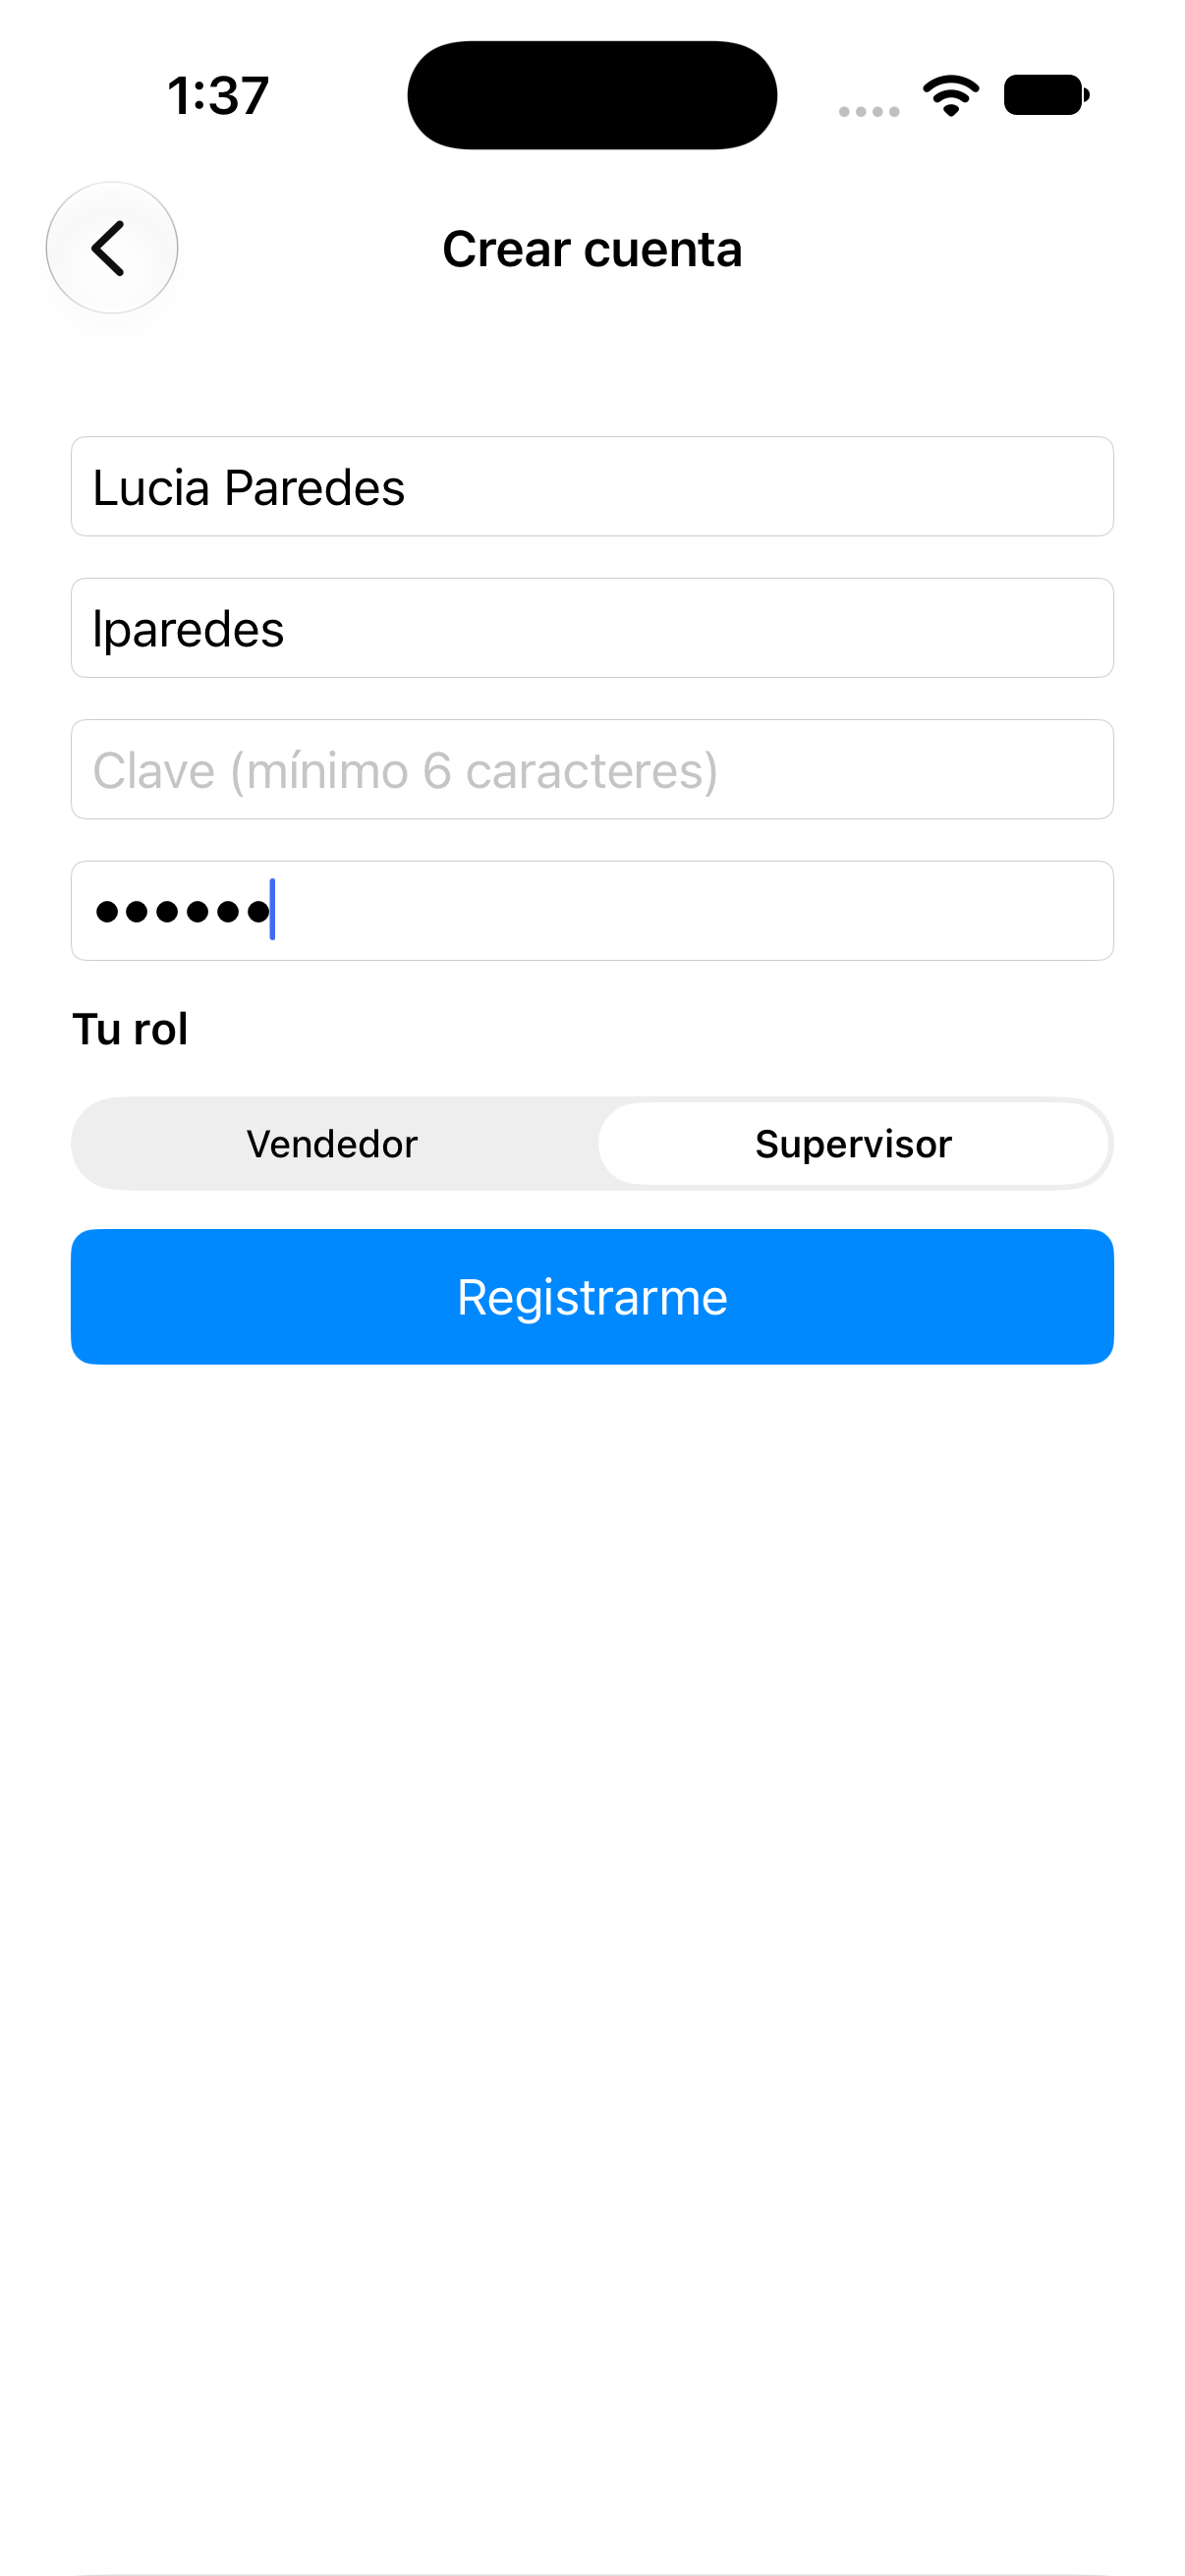 1:37
Crear cuenta
Lucia Paredes
lparedes
Clave (mínimo 6 caracteres)
••••••
Tu rol
Vendedor
Supervisor
Registrarme